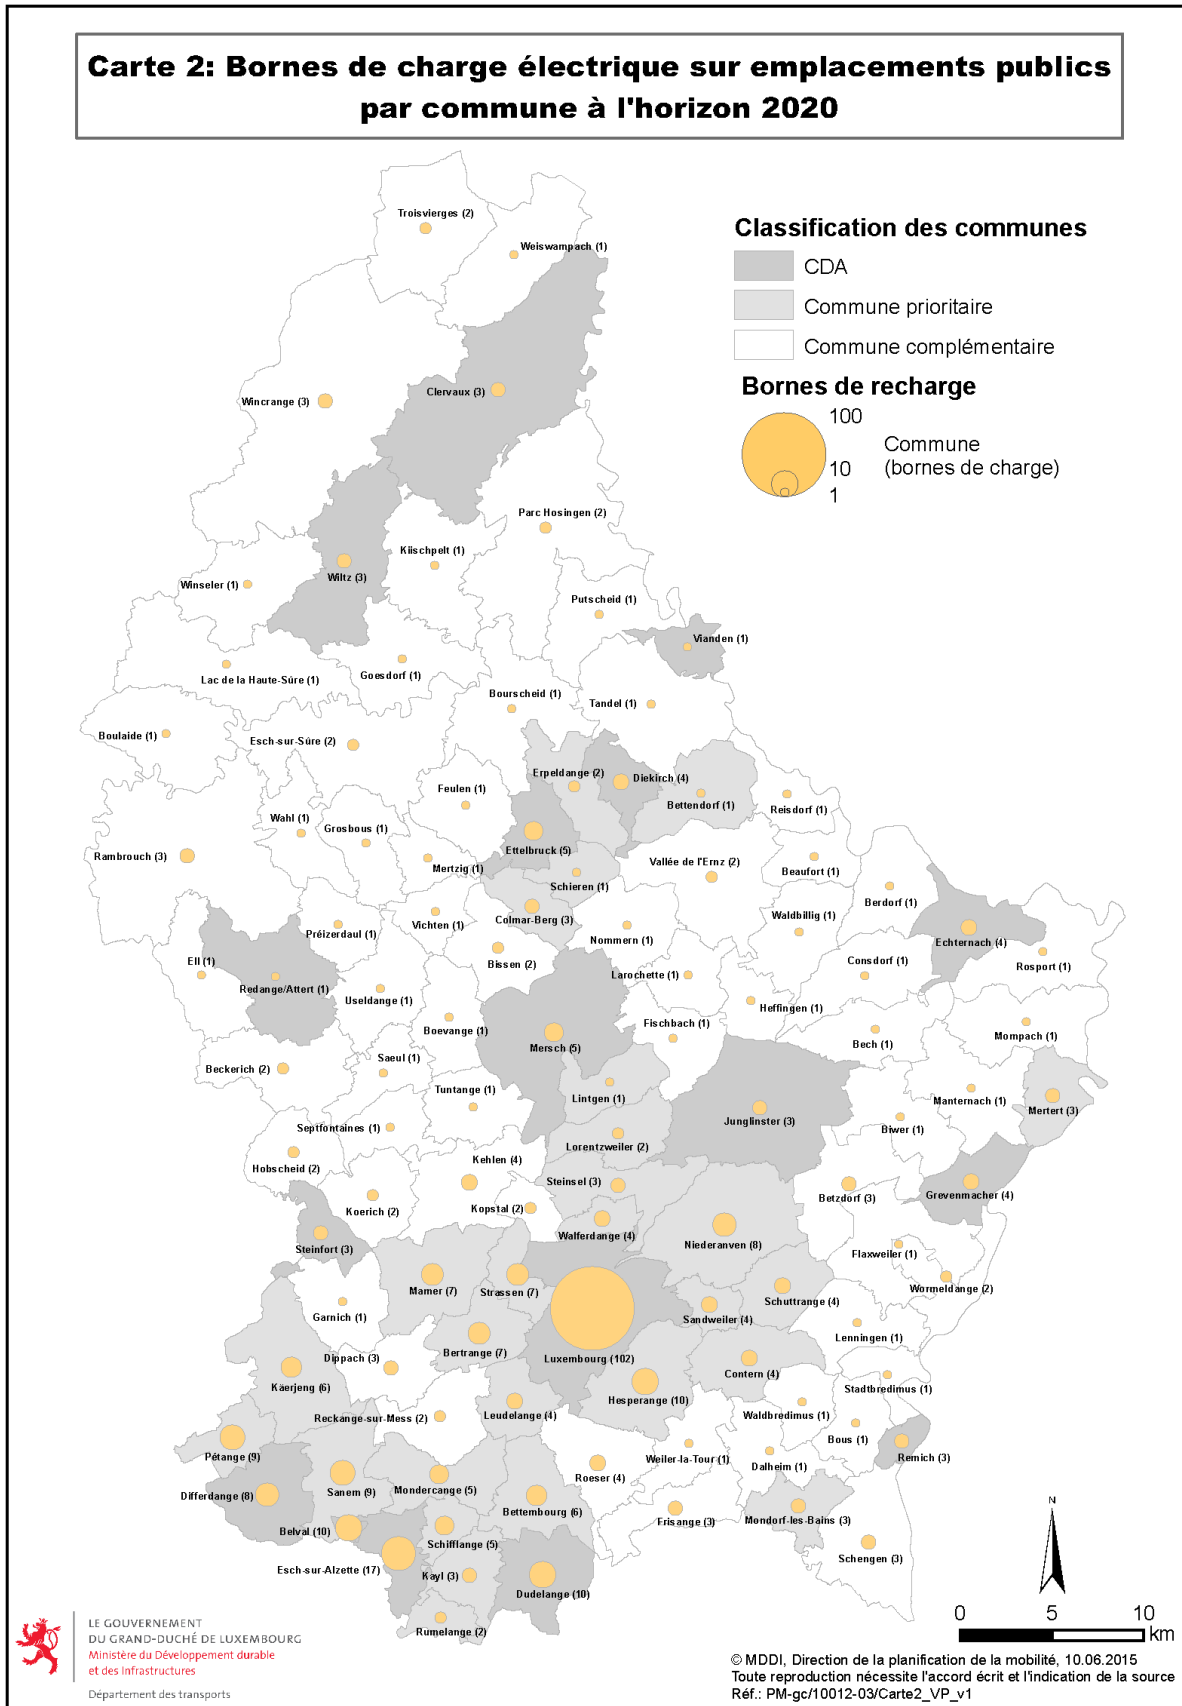 Carte 2: Bornes de charge électrique sur emplacements publics
par commune à l'horizon 2020
Classification des communes
CDA
Commune prioritaire
Commune complémentaire
Bornes de recharge
100
10
1
Commune
(bornes de charge)
Troisvierges (2)
Weiswampach (1)
Clervaux (3)
Wincrange (3)
Parc Hosingen (2)
Kiischpelt (1)
Wiltz (3)
Winseler (1)
Putscheid (1)
Vianden (1)
Lac de la Haute-Sûre (1)
Goesdorf (1)
Bourscheid (1)
Tandel (1)
Boulaide (1)
Esch-sur-Sûre (2)
Erpeldange (2)
Diekirch (4)
Feulen (1)
Bettendorf (1)
Reisdorf (1)
Wahl (1)
Grosbous (1)
Rambrouch (3)
Mertzig (1)
Ettelbruck (5)
Vallée de l'Ernz (2)
Beaufort (1)
Schieren (1)
Berdorf (1)
Préizerdaul (1)
Vichten (1)
Colmar-Berg (3)
Nommern (1)
Waldbillig (1)
Echternach (4)
Ell (1)
Bissen (2)
Larochette (1)
Consdorf (1)
Rosport (1)
Redange/Attert (1)
Useldange (1)
Heffingen (1)
Boevange (1)
Mersch (5)
Fischbach (1)
Bech (1)
Mompach (1)
Beckerich (2)
Saeul (1)
Tuntange (1)
Lintgen (1)
Manternach (1)
Mertert (3)
Junglinster (3)
Septfontaines (1)
Biwer (1)
Lorentzweiler (2)
Hobscheid (2)
Kehlen (4)
Steinsel (3)
Betzdorf (3)
Grevenmacher (4)
Koerich (2)
Kopstal (2)
Walferdange (4)
Niederanven (8)
Steinfort (3)
Flaxweiler (1)
Mamer (7)
Strassen (7)
Schuttrange (4)
Wormeldange (2)
Garnich (1)
Sandweiler (4)
Lenningen (1)
Bertrange (7)
Luxembourg (102)
Dippach (3)
Contern (4)
Käerjeng (6)
Hesperange (10)
Stadtbredimus (1)
Reckange-sur-Mess (2)
Leudelange (4)
Waldbredimus (1)
Bous (1)
Pétange (9)
Weiler-la-Tour (1)
Dalheim (1)
Remich (3)
Differdange (8)
Sanem (9)
Mondercange (5)
Roeser (4)
Bettembourg (6)
Frisange (3)
Mondorf-les-Bains (3)
Belval (10)
Schifflange (5)
Schengen (3)
Esch-sur-Alzette (17)
Kayl (3)
Dudelange (10)
Rumelange (2)
N
0 5 10
km
LE GOUVERNEMENT
DU GRAND-DUCHÉ DE LUXEMBOURG
Ministère du Développement durable
et des Infrastructures
Département des transports
© MDDI, Direction de la planification de la mobilité, 10.06.2015
Toute reproduction nécessite l'accord écrit et l'indication de la source
Réf.: PM-gc/10012-03/Carte2_VP_v1